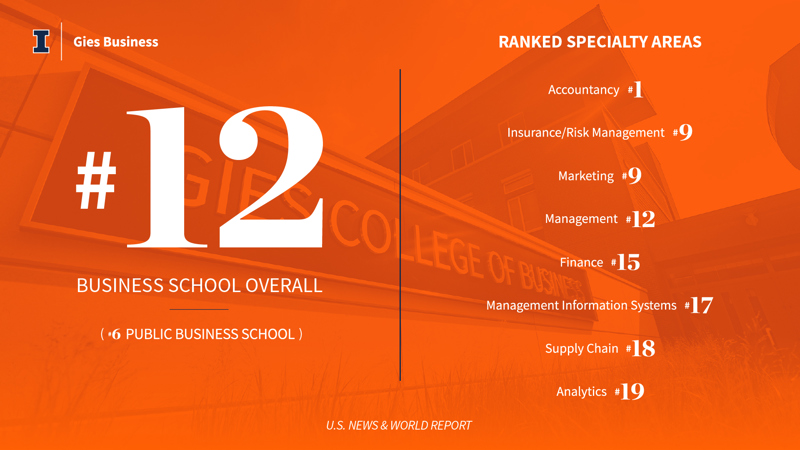 I
Gies Business
#12
BUSINESS SCHOOL OVERALL
( #6 PUBLIC BUSINESS SCHOOL )
RANKED SPECIALTY AREAS
Accountancy #1
Insurance/Risk Management #9
Marketing #9
Management #12
Finance #15
Management Information Systems #17
Supply Chain #18
Analytics #19
GIES COLLEGE OF BUSINESS
U.S. NEWS & WORLD REPORT